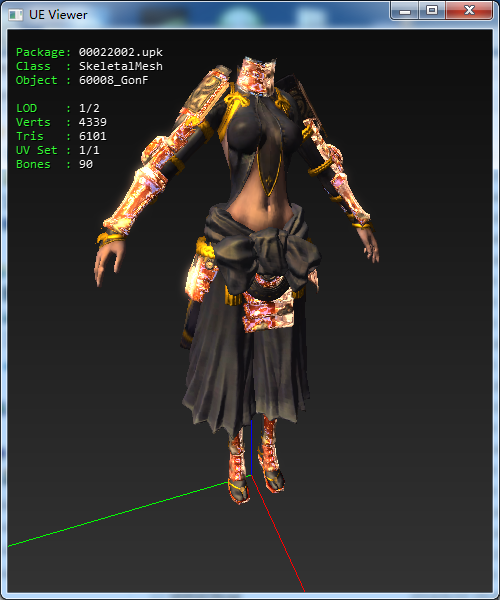 UE Viewer
Package: 00022002.upk
Class  : SkeletalMesh
Object : 60008_GonF
LOD    : 1/2
Verts  : 4339
Tris   : 6101
UV Set : 1/1
Bones  : 90